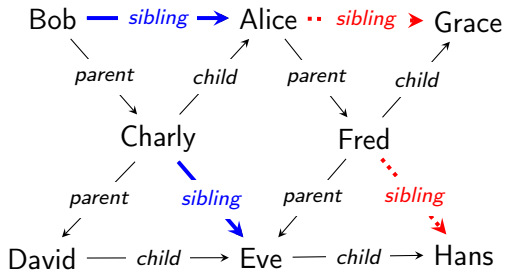 Bob sibling Alice sibling Grace
parent child parent child
Charly Fred
parent sibling parent sibling
David child Eve child Hans